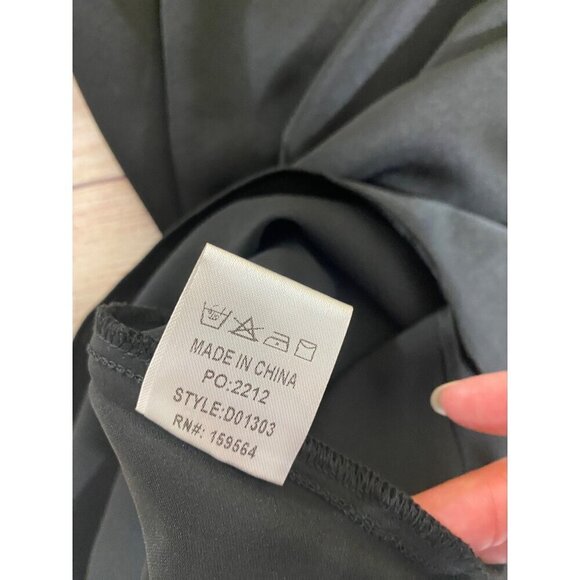 MADE IN CHINA
PO:2212
STYLE:D01303
RN#: 159564